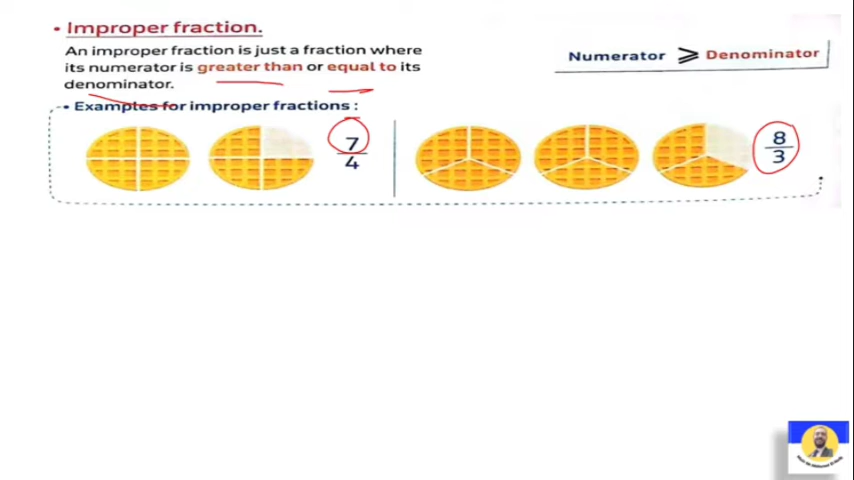 • Improper fraction.
An improper fraction is just a fraction where
its numerator is greater than or equal to its
denominator.
Numerator ⩾ Denominator
• Examples for improper fractions :
7
4
8
3